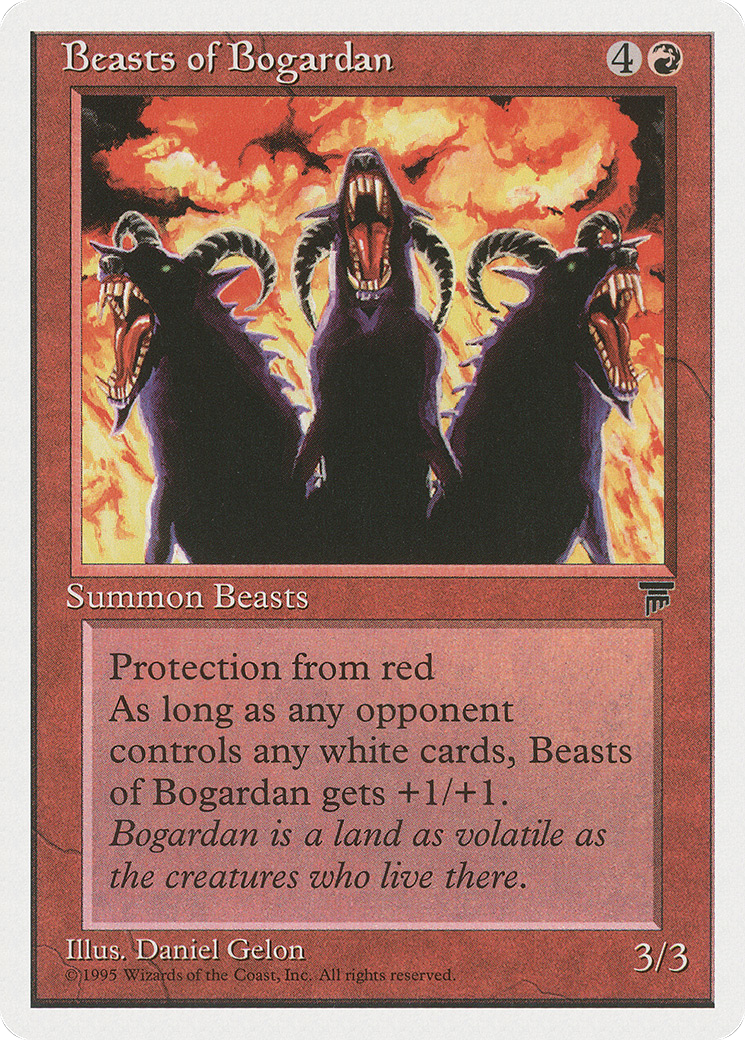 Beasts of Bogardan 4
Summon Beasts
Protection from red
As long as any opponent
controls any white cards, Beasts
of Bogardan gets +1/+1.
Bogardan is a land as volatile as
the creatures who live there.
Illus. Daniel Gelon
3/3
© 1995 Wizards of the Coast, Inc. All rights reserved.